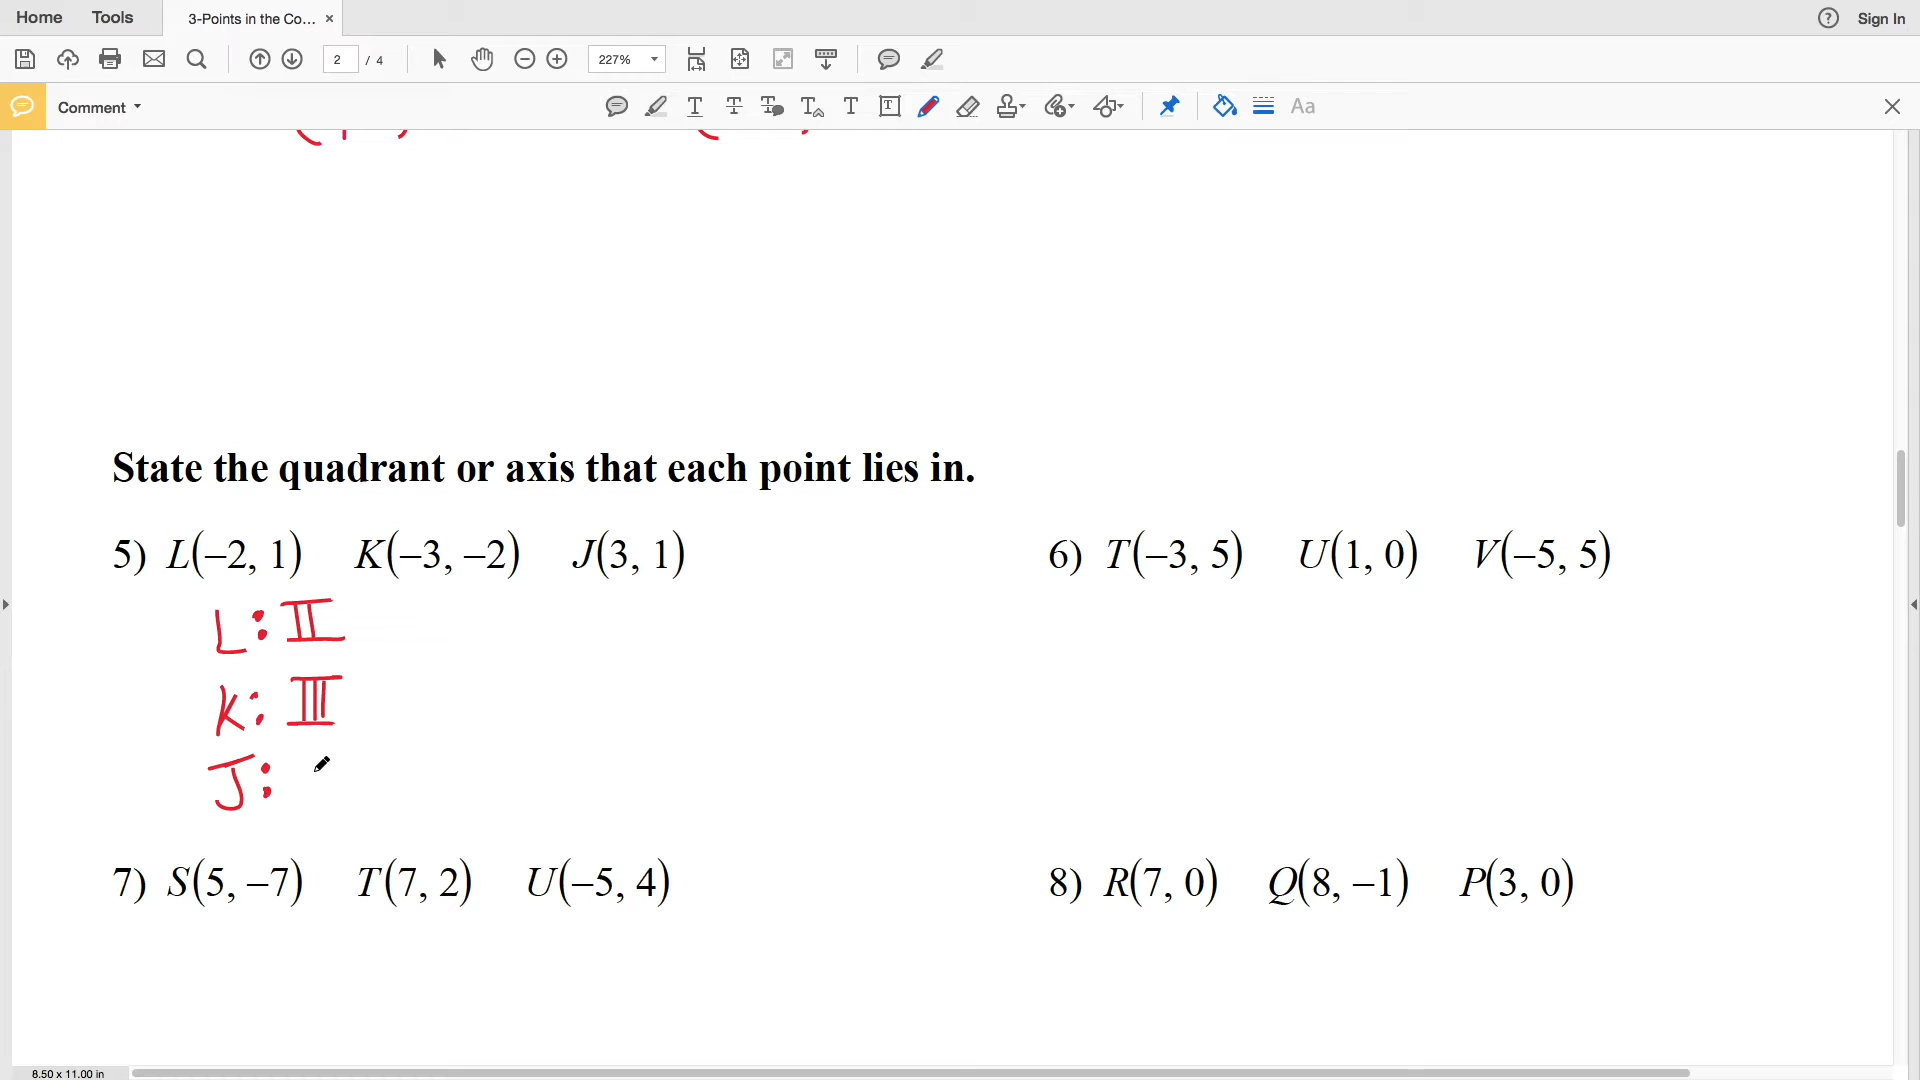 Home Tools 3-Points in the Co... × ? Sign In
2 / 4 227%
Comment T T T T T T Aa
State the quadrant or axis that each point lies in.
5) L(−2, 1) K(−3, −2) J(3, 1)
6) T(−3, 5) U(1, 0) V(−5, 5)
L: II
K: III
J:
7) S(5, −7) T(7, 2) U(−5, 4)
8) R(7, 0) Q(8, −1) P(3, 0)
8.50 x 11.00 in